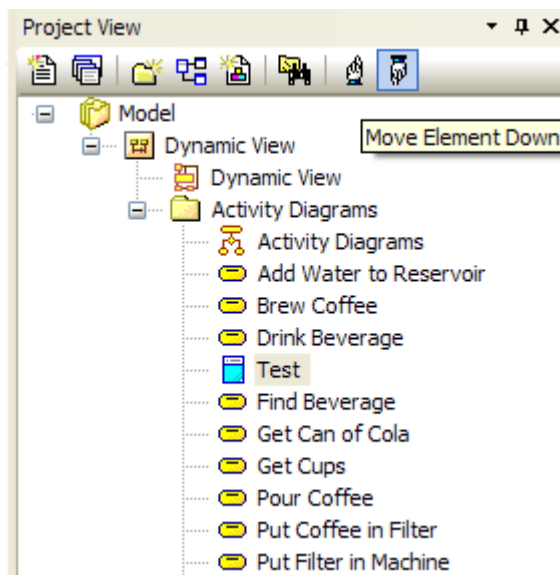 Project View
Model
Move Element Down
Dynamic View
Dynamic View
Activity Diagrams
Activity Diagrams
Add Water to Reservoir
Brew Coffee
Drink Beverage
Test
Find Beverage
Get Can of Cola
Get Cups
Pour Coffee
Put Coffee in Filter
Put Filter in Machine